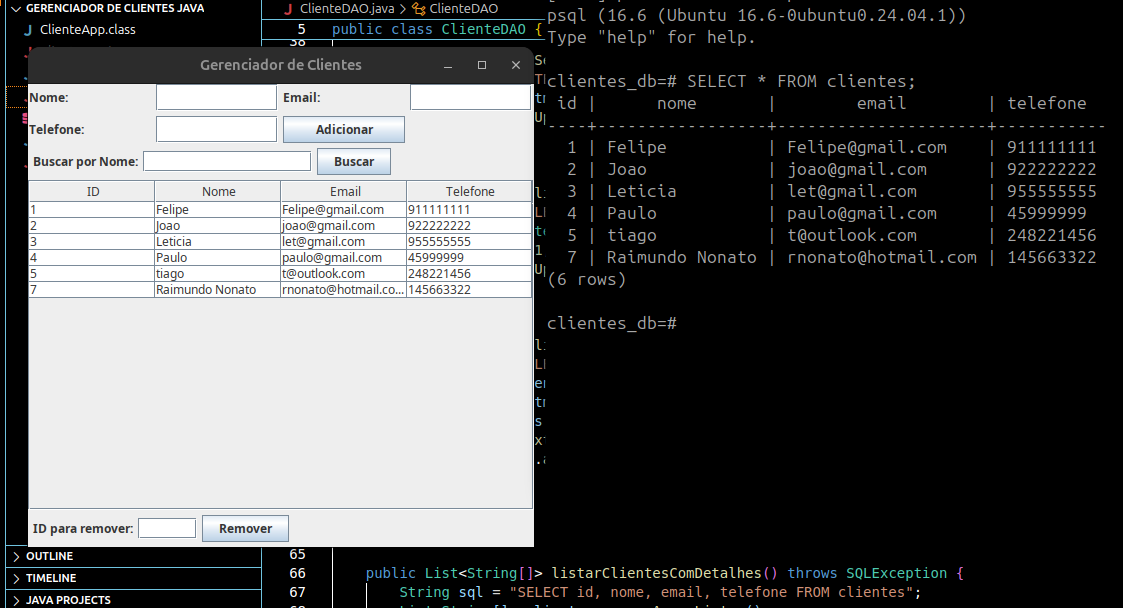 GERENCIADOR DE CLIENTES JAVA
ClienteApp.class
ClienteDAO.java > ClienteDAO
5 public class ClienteDAO {
38
Gerenciador de Clientes
Nome:
Email:
Telefone:
Adicionar
Buscar por Nome:
Buscar
ID Nome Email Telefone
1 Felipe Felipe@gmail.com 911111111
2 Joao joao@gmail.com 922222222
3 Leticia let@gmail.com 955555555
4 Paulo paulo@gmail.com 45999999
5 tiago t@outlook.com 248221456
7 Raimundo Nonato rnonato@hotmail.co... 145663322
ID para remover:
Remover
psql (16.6 (Ubuntu 16.6-0ubuntu0.24.04.1))
Type "help" for help.
clientes_db=# SELECT * FROM clientes;
id | nome | email | telefone
----+-----------------+---------------------+-----------
1 | Felipe | Felipe@gmail.com | 911111111
2 | Joao | joao@gmail.com | 922222222
3 | Leticia | let@gmail.com | 955555555
4 | Paulo | paulo@gmail.com | 45999999
5 | tiago | t@outlook.com | 248221456
7 | Raimundo Nonato | rnonato@hotmail.com | 145663322
(6 rows)
clientes_db=#
OUTLINE
TIMELINE
JAVA PROJECTS
65
66 public List<String[]> listarClientesComDetalhes() throws SQLException {
67 String sql = "SELECT id, nome, email, telefone FROM clientes";